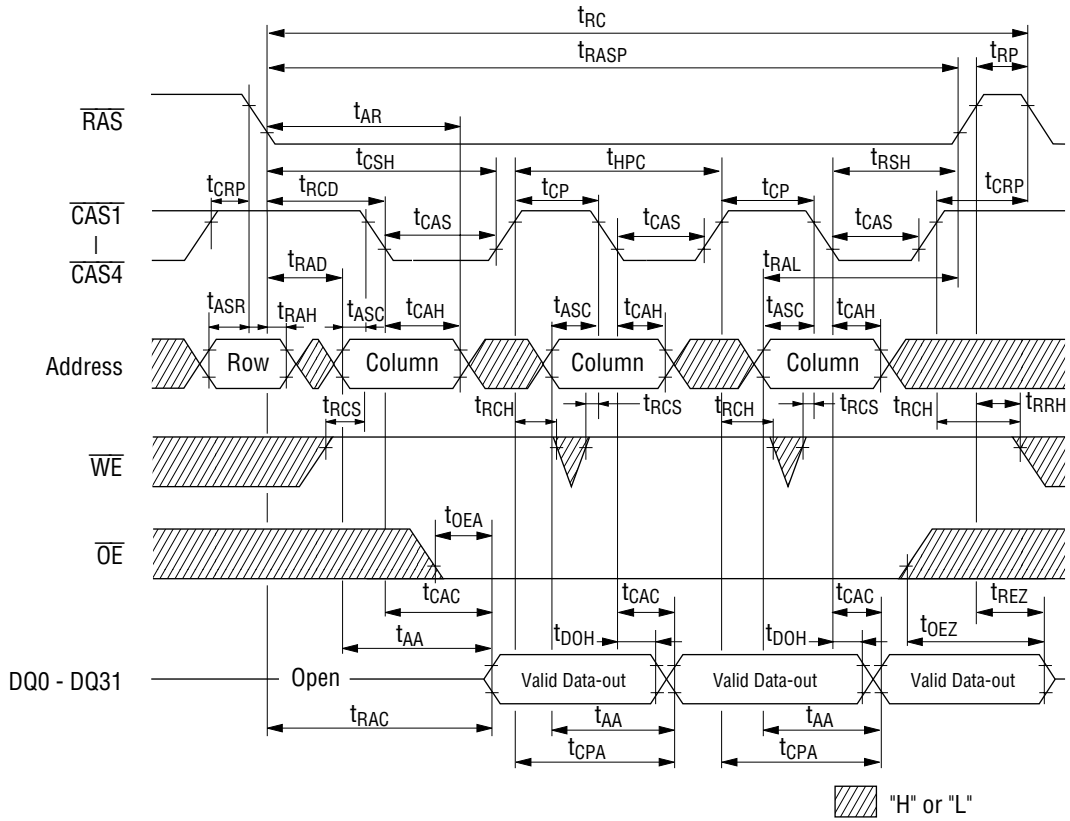 tRC
tRASP
tRP
RAS
tAR
tCSH tHPC tRSH
tCRP tRCD tCP tCP tCRP
CAS1
tCAS tCAS tCAS
CAS4
tRAD tRAL
tASR tRAH tASC tCAH tASC tCAH tASC tCAH
Address Row Column Column Column
tRCS tRCH tRCS tRCH tRCS tRCH tRRH
WE
tOEA
OE
tCAC tCAC tCAC tREZ
tAA tDOH tDOH tOEZ
DQ0 - DQ31 Open Valid Data-out Valid Data-out Valid Data-out
tRAC tAA tAA
tCPA tCPA
"H" or "L"